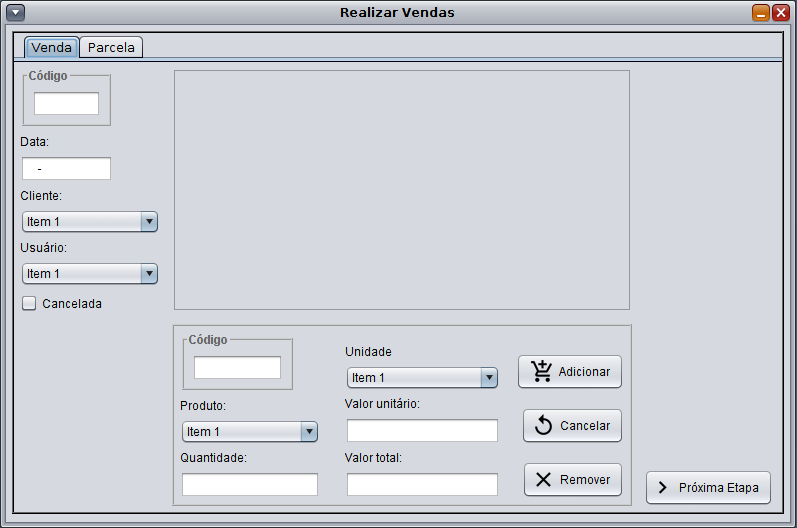 Realizar Vendas
Venda
Parcela
Código
Data:
-
Cliente:
Item 1
Usuário:
Item 1
Cancelada
Código
Produto:
Item 1
Quantidade:
Unidade
Item 1
Valor unitário:
Valor total:
Adicionar
Cancelar
Remover
Próxima Etapa